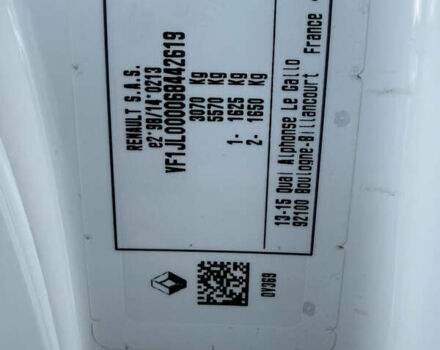 RENAULT S.A.S.
e2*98/14*0213
VF1JL000068442619
3070 Kg
5570 Kg
1- 1625 Kg
2- 1650 Kg
13-15 Quai Alphonse Le Gallo
92100 Boulogne-Billancourt France
0V369